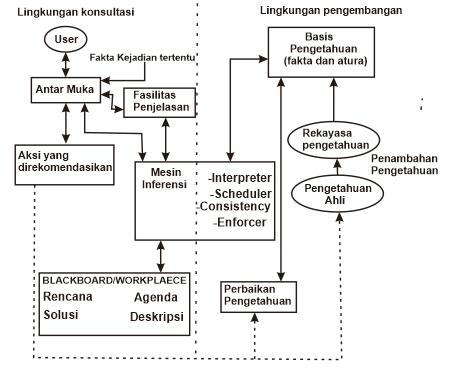 Lingkungan konsultasi
Lingkungan pengembangan
User
Fakta Kejadian tertentu
Basis
Pengetahuan
(fakta dan atura)
Antar Muka
Fasilitas
Penjelasan
Rekayasa
pengetahuan
Penambahan
Pengetahuan
Aksi yang
direkomendasikan
Mesin
Inferensi
-Interpreter
-Scheduler
-Consistency
-Enforcer
Pengetahuan
Ahli
BLACKBOARD/WORKPLAECE
Rencana Agenda
Solusi Deskripsi
Perbaikan
Pengetahuan